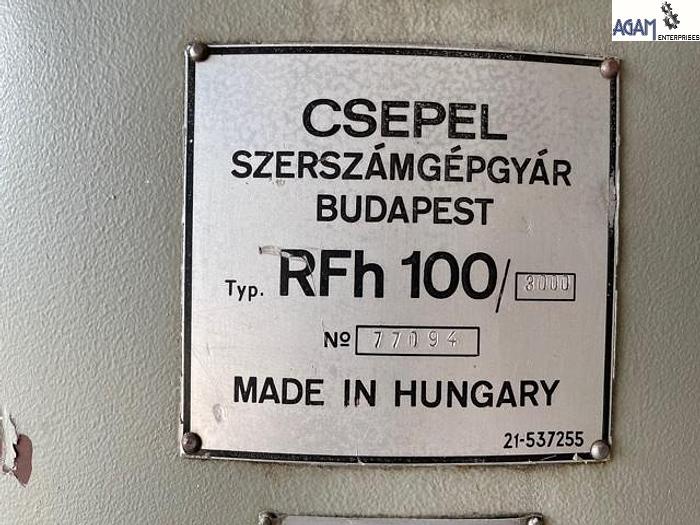 AGAM
ENTERPRISES
CSEPEL
SZERSZÁMGÉPGYÁR
BUDAPEST
Typ. RFh 100/ 3000
Nº 77094
MADE IN HUNGARY
21-537255